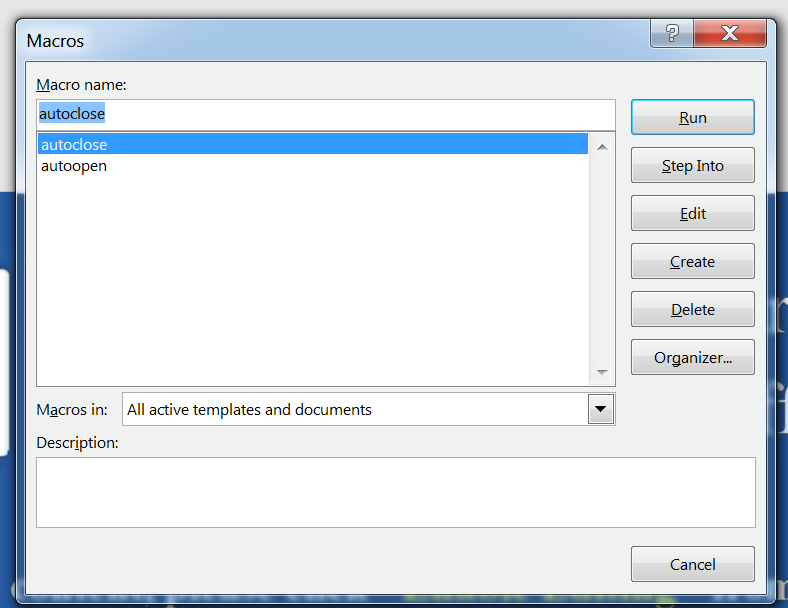 Macros
?
Macro name:
autoclose
autoclose
autoopen
Run
Step Into
Edit
Create
Delete
Organizer...
Macros in:
All active templates and documents
Description:
Cancel